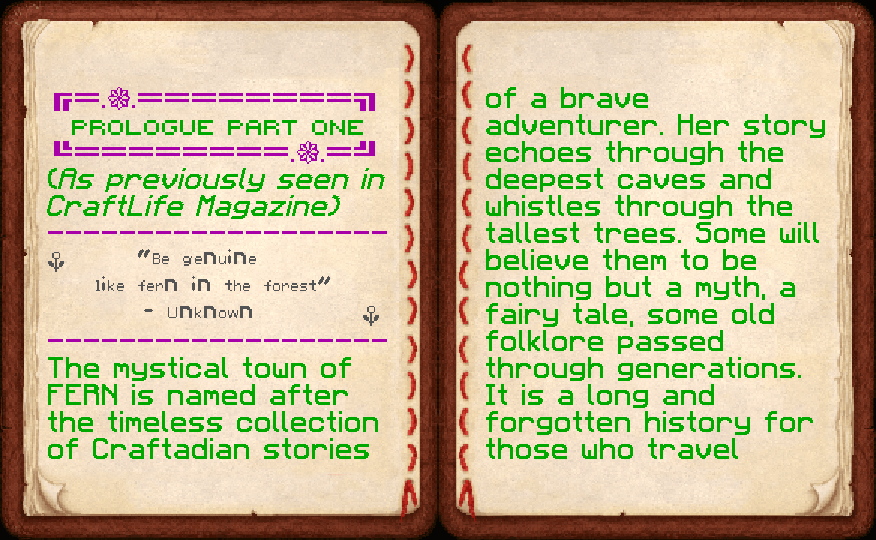 ╔╦══.❀.═══════════╦╗
PROLOGUE PART ONE
╚╩═══════════.❀.══╩╝
(As previously seen in
CraftLife Magazine)
"Be genuine
like fern in the forest"
- Unknown
The mystical town of
FERN is named after
the timeless collection
of Craftadian stories
of a brave
adventurer. Her story
echoes through the
deepest caves and
whistles through the
tallest trees. Some will
believe them to be
nothing but a myth, a
fairy tale, some old
folklore passed
through generations.
It is a long and
forgotten history for
those who travel